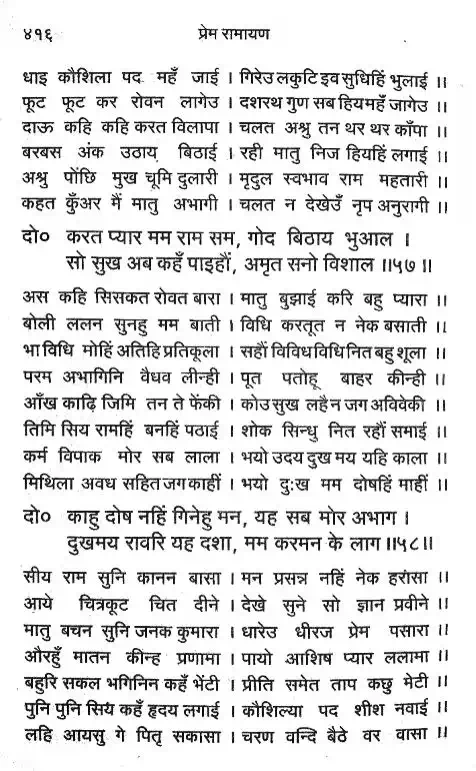 ४१६ प्रेम रामायण
धाइ कौशिला पद महँ जाई । गिरेउ लकुटि इव सुधिहिं भुलाई ।।
फूट फूट कर रोवन लागेउ । दशरथ गुण सब हियमहँ जागेउ ।।
दाऊ कहि कहि करत विलापा । चलत अश्रु तन थर थर काँपा ।।
बरबस अंक उठाय बिठाई । रही मातु निज हियहिं लगाई ।।
अश्रु पोंछि मुख चूमि दुलारी । मृदुल स्वभाव राम महतारी ।।
कहत कुँअर मैं मातु अभागी । चलत न देखेउँ नृप अनुरागी ।।
दो० करत प्यार मम राम सम, गोद बिठाय भुआल ।
सो सुख अब कहँ पाइहौं, अमृत सनो विशाल ।।५७।।
अस कहि सिसकत रोवत बारा । मातु बुझाई करि बहु प्यारा ।।
बोली ललन सुनहु मम बाती । विधि करतूत न नेक बसाती ।।
भा विधि मोहिं अतिहि प्रतिकूला । सहौं विविध विधि नित बहु शूला ।।
परम अभागिनि वैधव लीन्ही । पूत पतोहू बाहर कीन्ही ।।
आँख काढ़ि जिमि तन ते फेंकी । कोउ सुख लहै न जग अविवेकी ।।
तिमि सिय रामहिं बनहिं पठाई । शोक सिन्धु नित रहौं समाई ।।
कर्म विपाक मोर सब लाला । भयो उदय दुख मय यहि काला ।।
मिथिला अवध सहित जग काहीं । भयो दुःख मम दोषहिं माहीं ।।
दो० काहु दोष नहिं गिनेहु मन, यह सब मोर अभाग ।
दुखमय रावरि यह दशा, मम करमन के लाग ।।५८।।
सीय राम सुनि कानन बासा । मन प्रसन्न नहिं नेक हरासा ।।
आये चित्रकूट चित दीने । देखे सुने सो ज्ञान प्रवीने ।।
मातु बचन सुनि जनक कुमारा । धारेउ धीरज प्रेम पसारा ।।
औरहुँ मातन कीन्ह प्रणामा । पायो आशिष प्यार ललामा ।।
बहुरि सकल भगिनिन कहँ भेंटी । प्रीति समेत ताप कछु मेटी ।।
पुनि पुनि सिय कहँ हृदय लगाई । कौशिल्या पद शीश नवाई ।।
लहि आयसु गे पितृ सकासा । चरण वन्दि बैठे वर वासा ।।